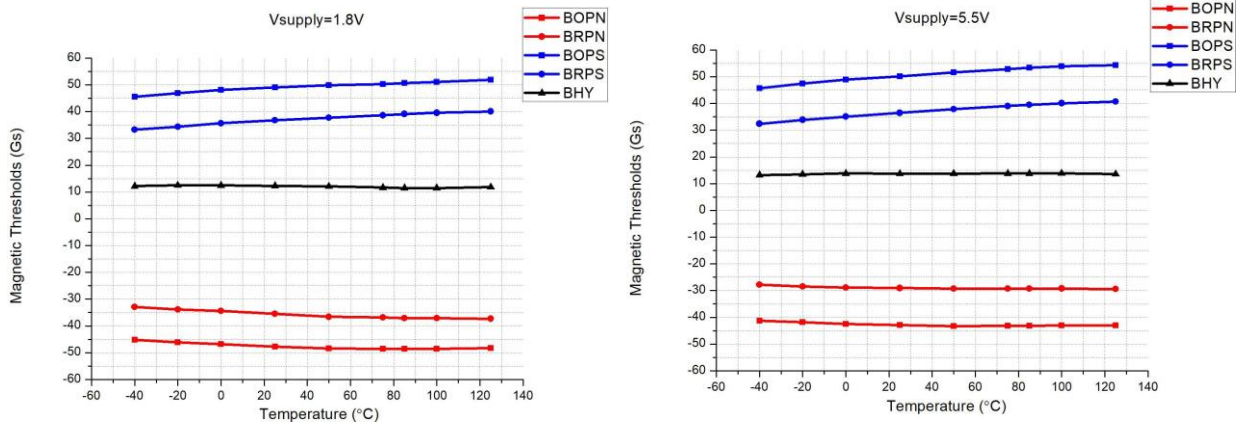 Vsupply=1.8V
BOPN
BRPN
BOPS
BRPS
BHY
Magnetic Thresholds (Gs)
60
50
40
30
20
10
0
-10
-20
-30
-40
-50
-60
-60 -40 -20 0 20 40 60 80 100 120 140
Temperature (°C)
Vsupply=5.5V
BOPN
BRPN
BOPS
BRPS
BHY
Magnetic Thresholds (Gs)
60
50
40
30
20
10
0
-10
-20
-30
-40
-50
-60
-60 -40 -20 0 20 40 60 80 100 120 140
Temperature (°C)